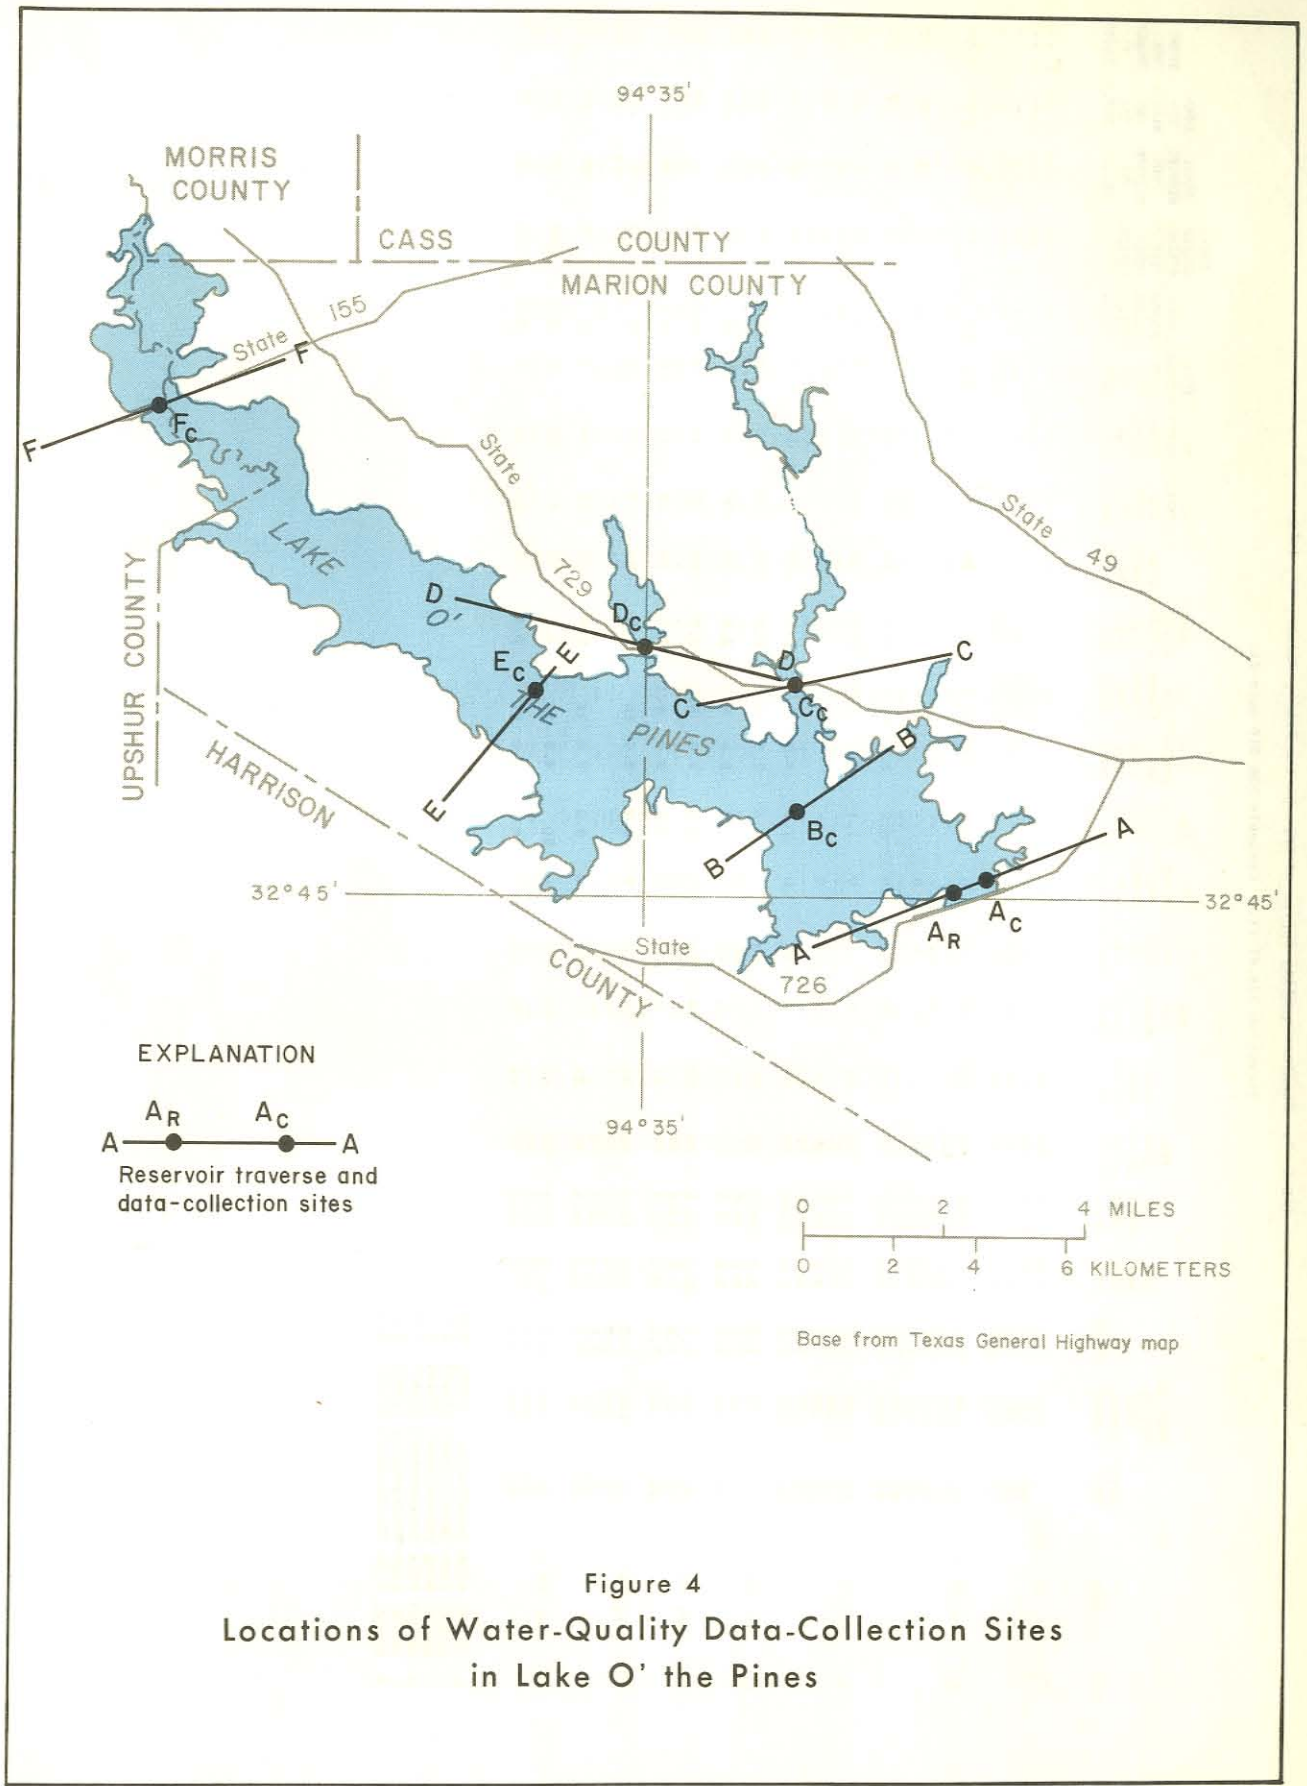 94°35'
MORRIS
COUNTY
CASS
COUNTY
MARION COUNTY
State
155
F
F
Fc
State
729
State
49
LAKE
O'
THE
PINES
D
Dc
D
C
C
Cc
E
Ec
E
UPSHUR COUNTY
HARRISON
COUNTY
B
Bc
B
A
A
AR
Ac
32°45'
32°45'
State
726
94°35'
EXPLANATION
AR Ac
A A
Reservoir traverse and
data-collection sites
0 2 4 MILES
0 2 4 6 KILOMETERS
Base from Texas General Highway map
Figure 4
Locations of Water-Quality Data-Collection Sites
in Lake O' the Pines